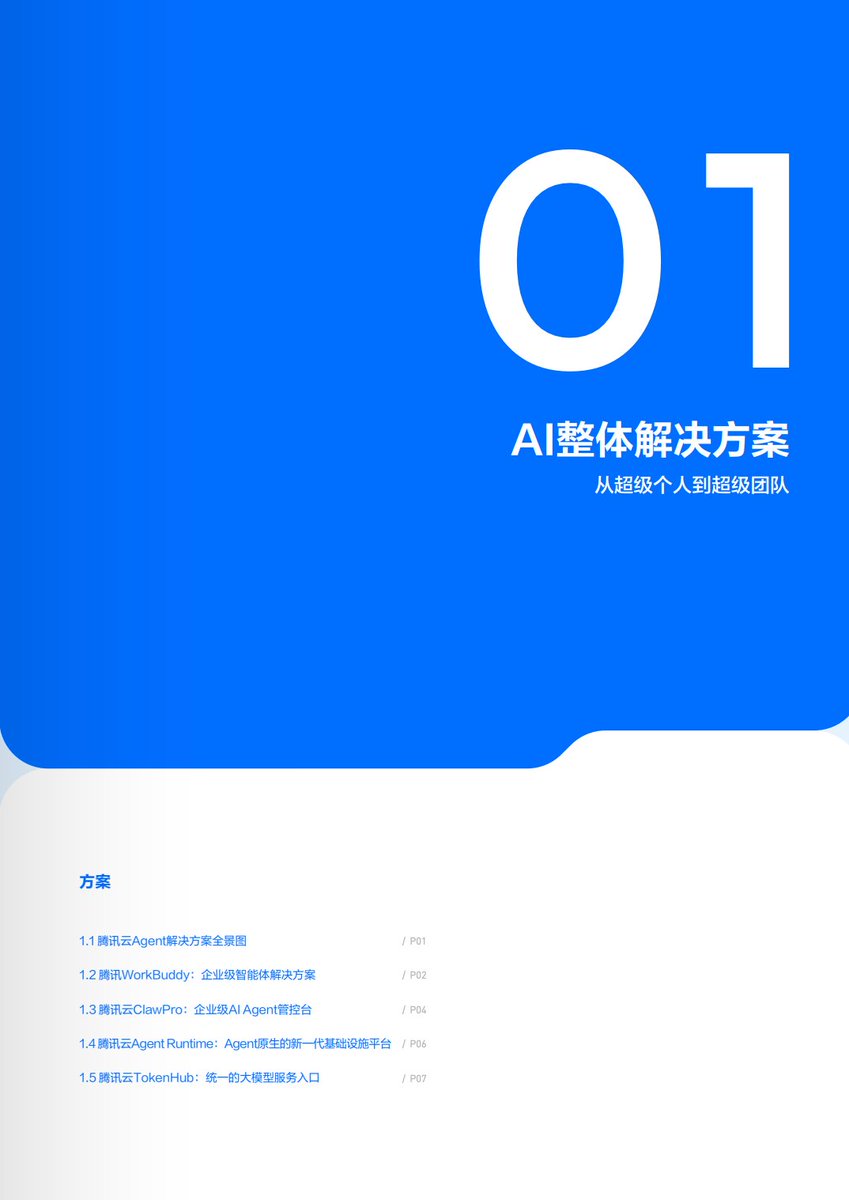 01
AI整体解决方案
从超级个人到超级团队
方案
1.1 腾讯云Agent解决方案全景图 / P01
1.2 腾讯WorkBuddy：企业级智能体解决方案 / P02
1.3 腾讯云ClawPro：企业级AI Agent管控台 / P04
1.4 腾讯云Agent Runtime：Agent原生的新一代基础设施平台 / P06
1.5 腾讯云TokenHub：统一的大模型服务入口 / P07